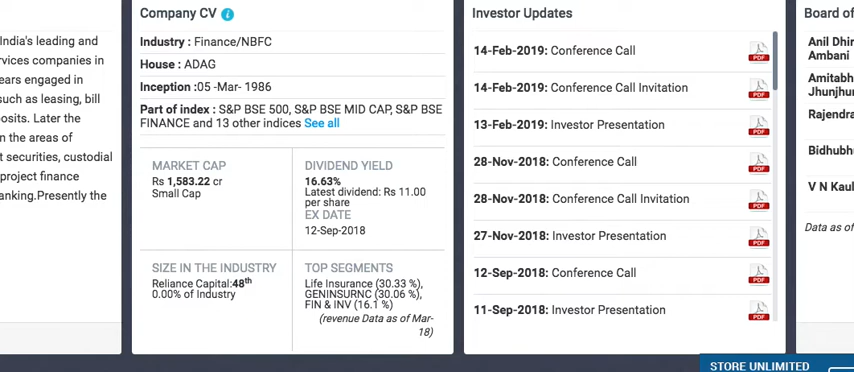 India's leading and
rvices companies in
ears engaged in
such as leasing, bill
posits. Later the
n the areas of
t securities, custodial
project finance
anking.Presently the
Company CV
Industry : Finance/NBFC
House : ADAG
Inception :05 -Mar- 1986
Part of index : S&P BSE 500, S&P BSE MID CAP, S&P BSE
FINANCE and 13 other indices See all
MARKET CAP
Rs 1,583.22 cr
Small Cap
DIVIDEND YIELD
16.63%
Latest dividend: Rs 11.00
per share
EX DATE
12-Sep-2018
SIZE IN THE INDUSTRY
Reliance Capital:48th
0.00% of Industry
TOP SEGMENTS
Life Insurance (30.33 %),
GENINSURNC (30.06 %),
FIN & INV (16.1 %)
(revenue Data as of Mar-
18)
Investor Updates
14-Feb-2019: Conference Call
PDF
14-Feb-2019: Conference Call Invitation
PDF
13-Feb-2019: Investor Presentation
PDF
28-Nov-2018: Conference Call
PDF
28-Nov-2018: Conference Call Invitation
PDF
27-Nov-2018: Investor Presentation
PDF
12-Sep-2018: Conference Call
PDF
11-Sep-2018: Investor Presentation
PDF
Board of
Anil Dhir
Ambani
Amitabh
Jhunjhun
Rajendra
Bidhubh
V N Kaul
Data as of
STORE UNLIMITED